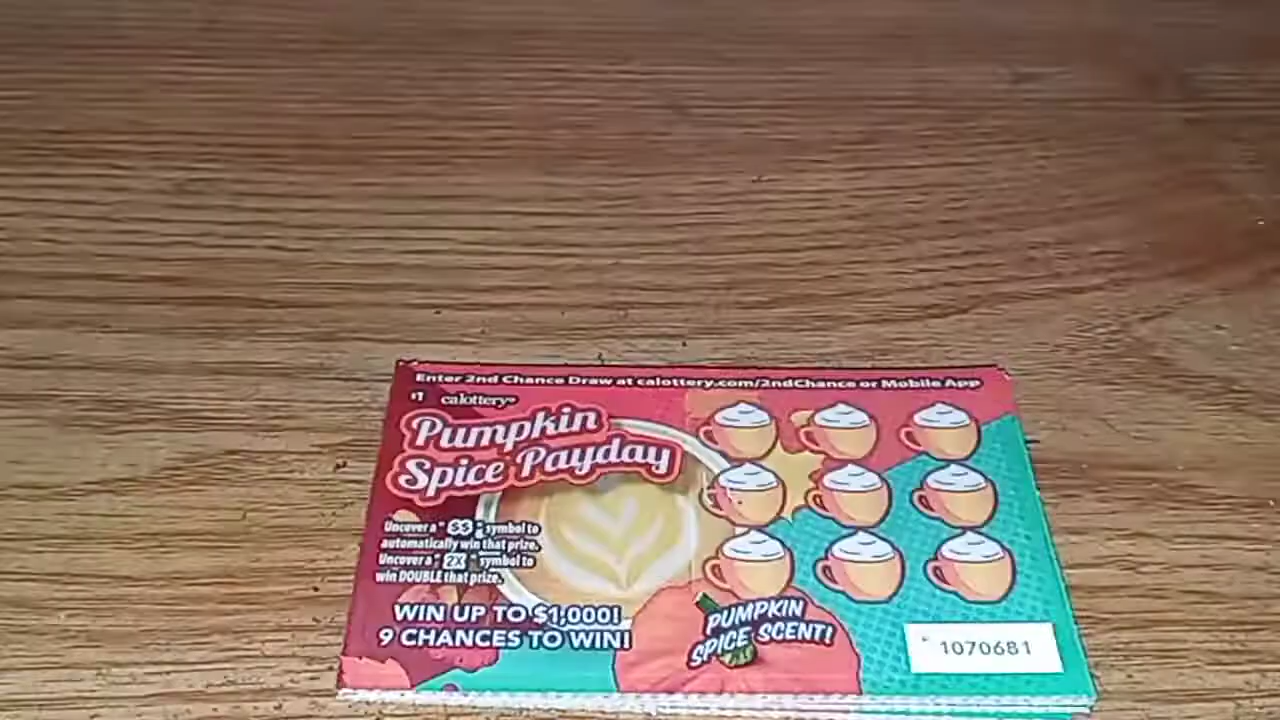 Enter 2nd Chance Draw at calottery.com/2ndChance or Mobile App
$1 calottery
Pumpkin
Spice Payday
Uncover a "$$" symbol to
automatically win that prize.
Uncover a "2X" symbol to
win DOUBLE that prize.
WIN UP TO $1,000!
9 CHANCES TO WIN!
PUMPKIN
SPICE SCENT!
1070681